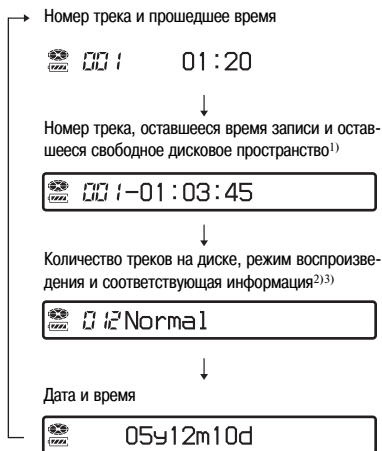 Номер трека и прошедшее время
001 01:20
Номер трека, оставшееся время записи и остав-
шееся свободное дисковое пространство1)
001-01:03:45
Количество треков на диске, режим воспроизве-
дения и соответствующая информация2)3)
012Normal
Дата и время
05y12m10d